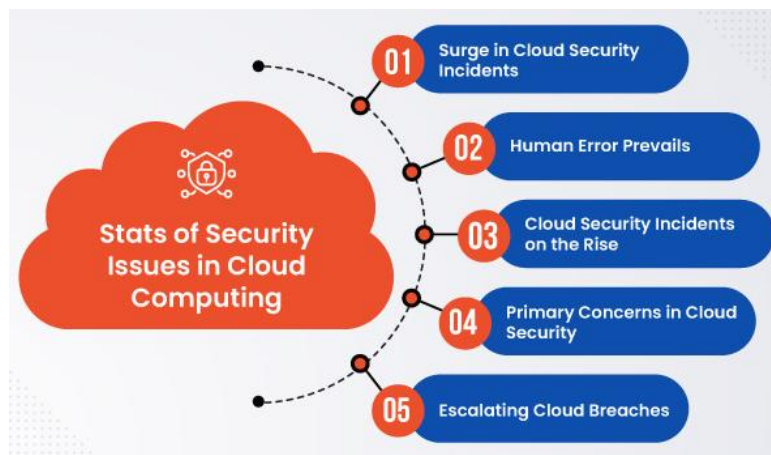 Stats of Security
Issues in Cloud
Computing
01
Surge in Cloud Security
Incidents
02
Human Error Prevails
03
Cloud Security Incidents
on the Rise
04
Primary Concerns in Cloud
Security
05
Escalating Cloud Breaches